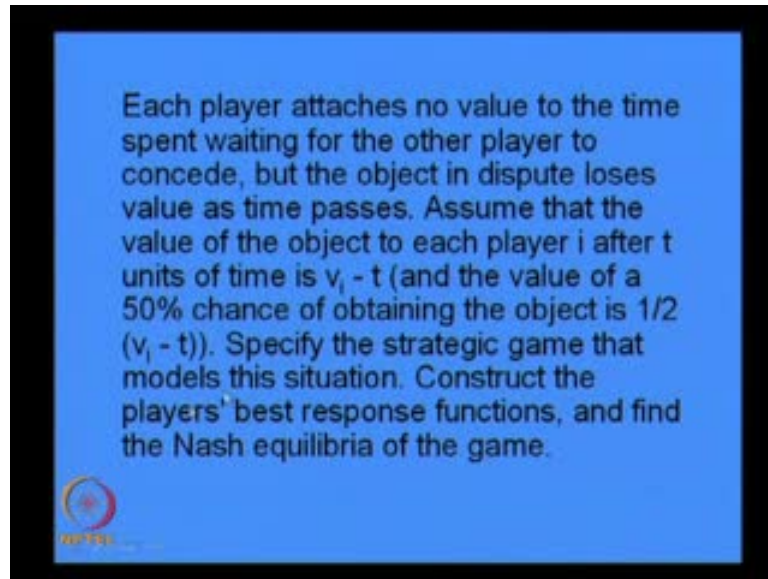 Each player attaches no value to the time
spent waiting for the other player to
concede, but the object in dispute loses
value as time passes. Assume that the
value of the object to each player i after t
units of time is vᵢ - t (and the value of a
50% chance of obtaining the object is 1/2
(vᵢ - t)). Specify the strategic game that
models this situation. Construct the
players' best response functions, and find
the Nash equilibria of the game.
NPTEL